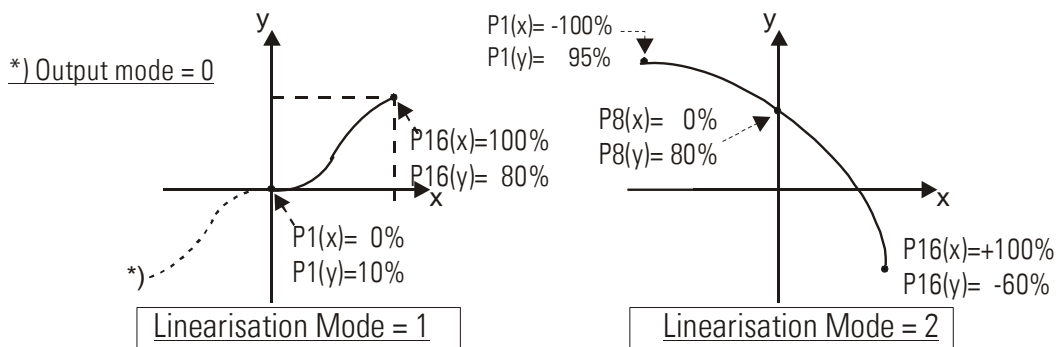 y
*) Output mode = 0
P16(x)=100%
P16(y)= 80%
x
P1(x)= 0%
P1(y)=10%
*)
Linearisation Mode = 1
P1(x)= -100%
P1(y)= 95%
y
P8(x)= 0%
P8(y)= 80%
x
P16(x)=+100%
P16(y)= -60%
Linearisation Mode = 2